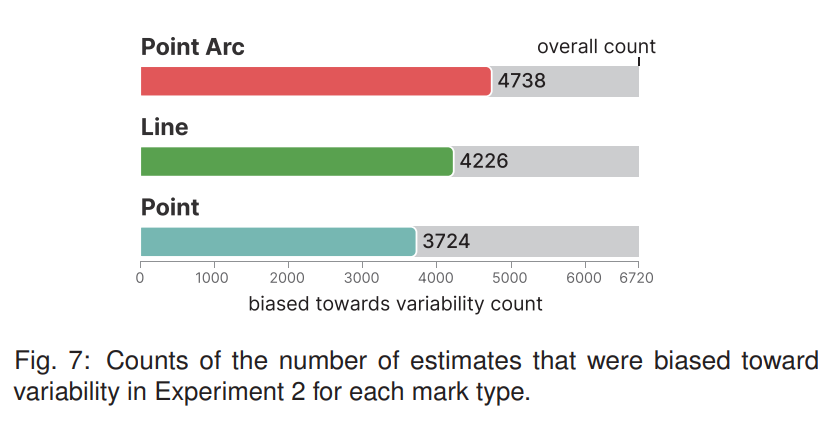 Point Arc
overall count
4738
Line
4226
Point
3724
0 1000 2000 3000 4000 5000 6000 6720
biased towards variability count
Fig. 7: Counts of the number of estimates that were biased toward
variability in Experiment 2 for each mark type.